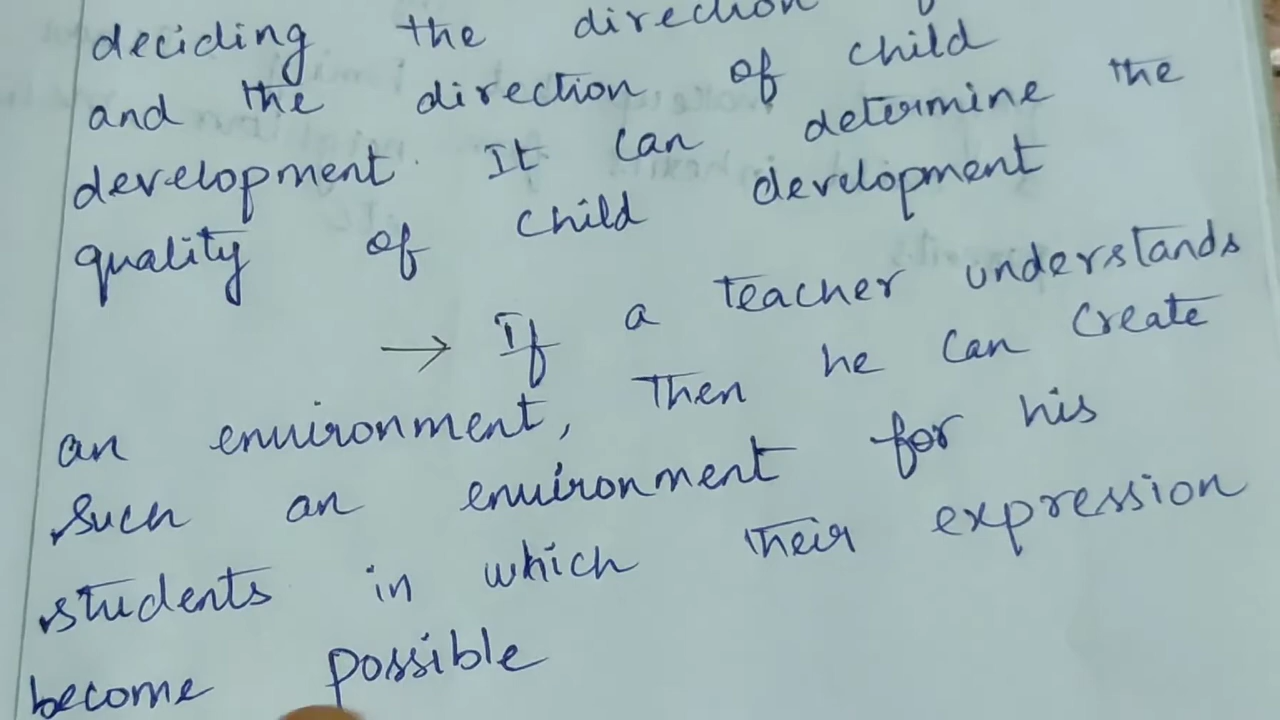 deciding the direction
and the direction of child
development. It can determine the
quality of child development
→ If a teacher understands
an environment, then he can create
such an environment for his
students in which their expression
become possible